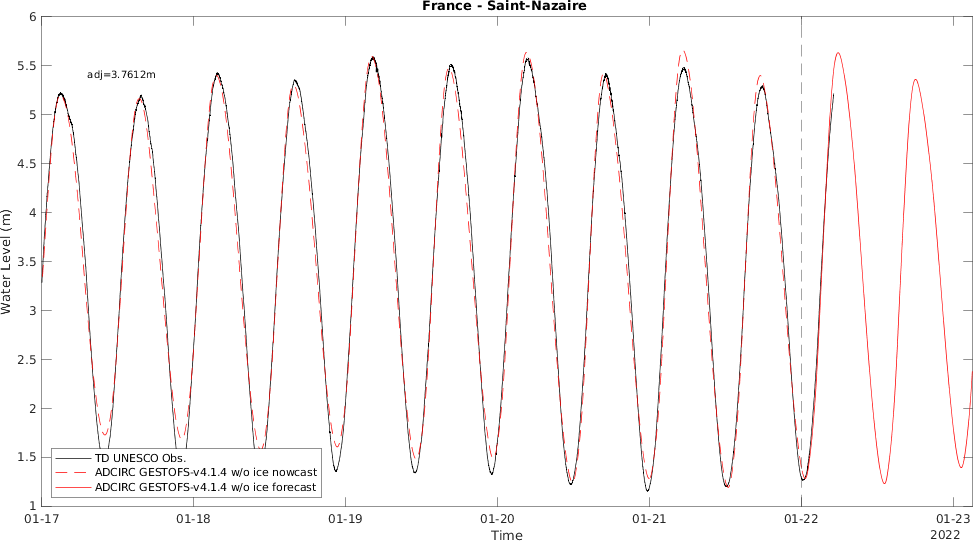 France - Saint-Nazaire
adj=3.7612m
Water Level (m)
6
5.5
5
4.5
4
3.5
3
2.5
2
1.5
1
TD UNESCO Obs.
ADCIRC GESTOFS-v4.1.4 w/o ice nowcast
ADCIRC GESTOFS-v4.1.4 w/o ice forecast
01-17 01-18 01-19 01-20 01-21 01-22 01-23
Time
2022